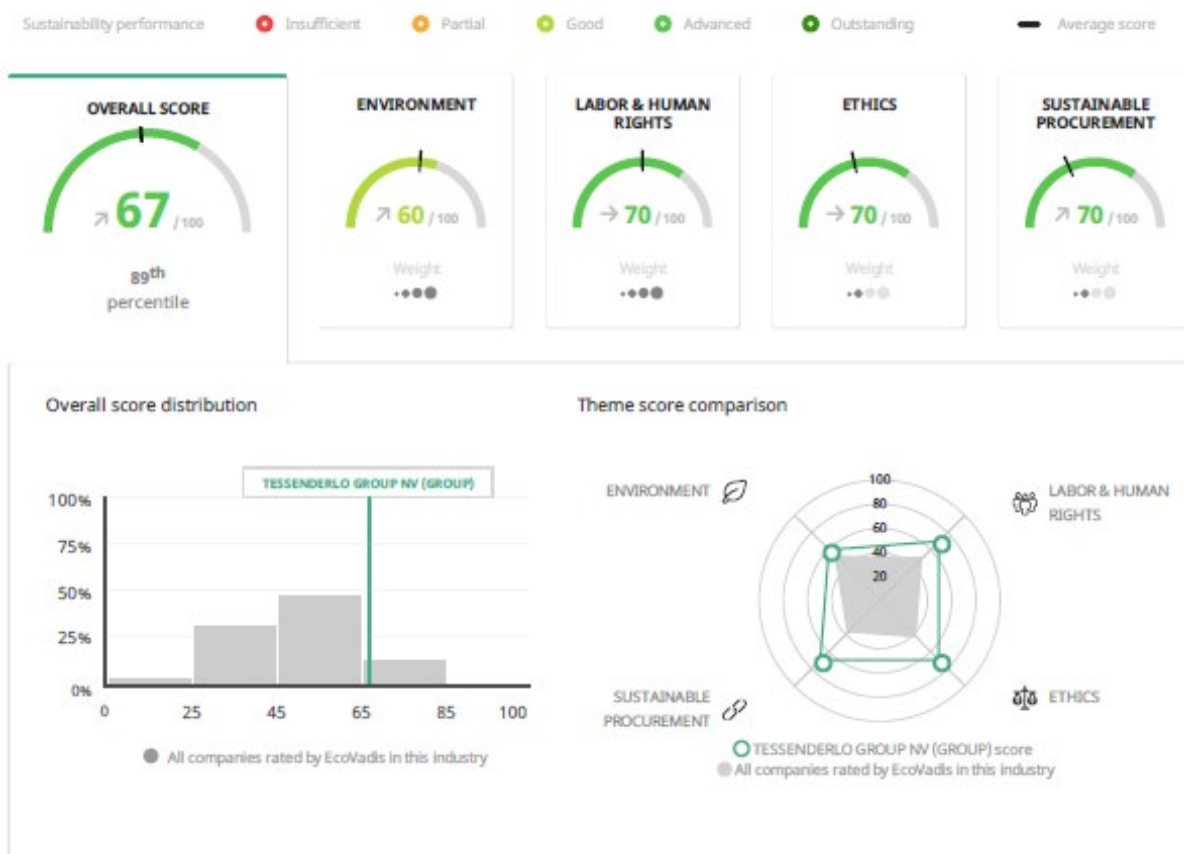 Sustainability performance Insufficient Partial Good Advanced Outstanding Average score
OVERALL SCORE
67 / 100
89th
percentile
ENVIRONMENT
60 / 100
Weight
LABOR & HUMAN
RIGHTS
70 / 100
Weight
ETHICS
70 / 100
Weight
SUSTAINABLE
PROCUREMENT
70 / 100
Weight
Overall score distribution
TESSENDERLO GROUP NV (GROUP)
100%
75%
50%
25%
0%
0 25 45 65 85 100
All companies rated by EcoVadis in this industry
Theme score comparison
ENVIRONMENT
LABOR & HUMAN
RIGHTS
100
80
60
40
20
SUSTAINABLE
PROCUREMENT
ETHICS
TESSENDERLO GROUP NV (GROUP) score
All companies rated by EcoVadis in this industry